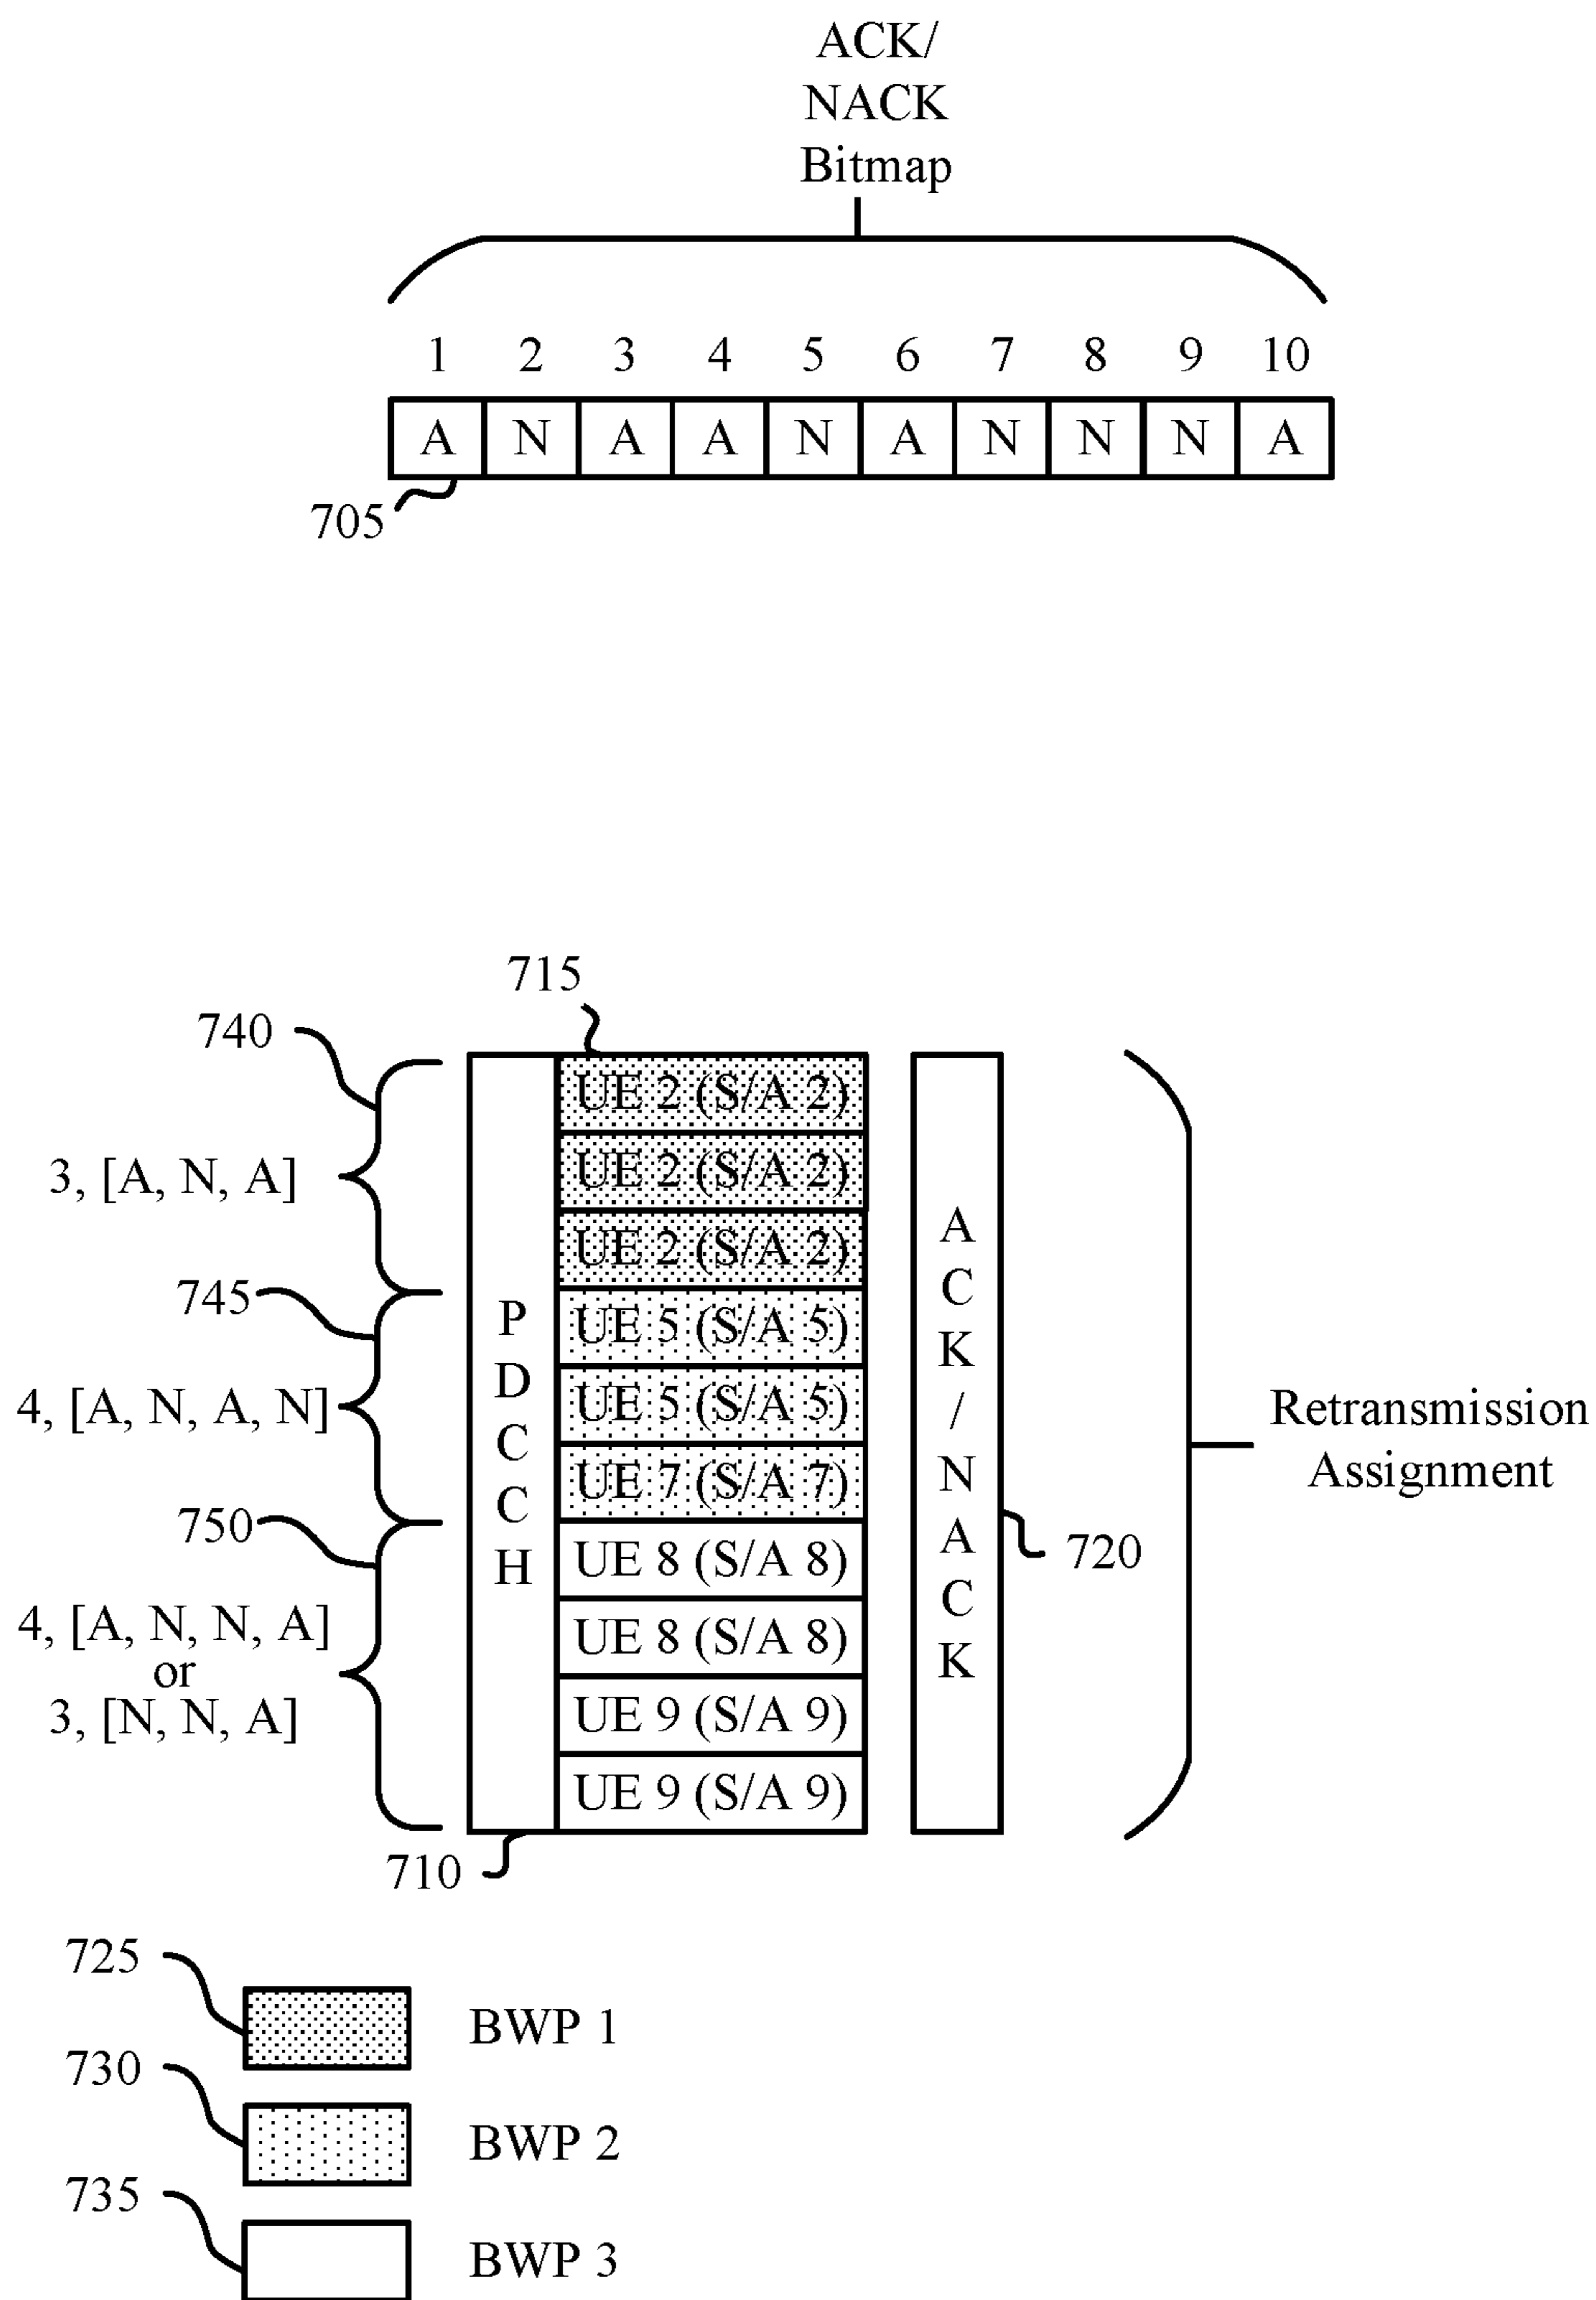 ACK/
NACK
Bitmap
1 2 3 4 5 6 7 8 9 10
A N A A N A N N N A
705
715
740
3, [A, N, A]
745
4, [A, N, A, N]
750
4, [A, N, N, A]
or
3, [N, N, A]
P
D
C
C
H
UE 2 (S/A 2)
UE 2 (S/A 2)
UE 2 (S/A 2)
UE 5 (S/A 5)
UE 5 (S/A 5)
UE 7 (S/A 7)
UE 8 (S/A 8)
UE 8 (S/A 8)
UE 9 (S/A 9)
UE 9 (S/A 9)
A
C
K
/
N
A
C
K
720
Retransmission
Assignment
710
725
BWP 1
730
BWP 2
735
BWP 3